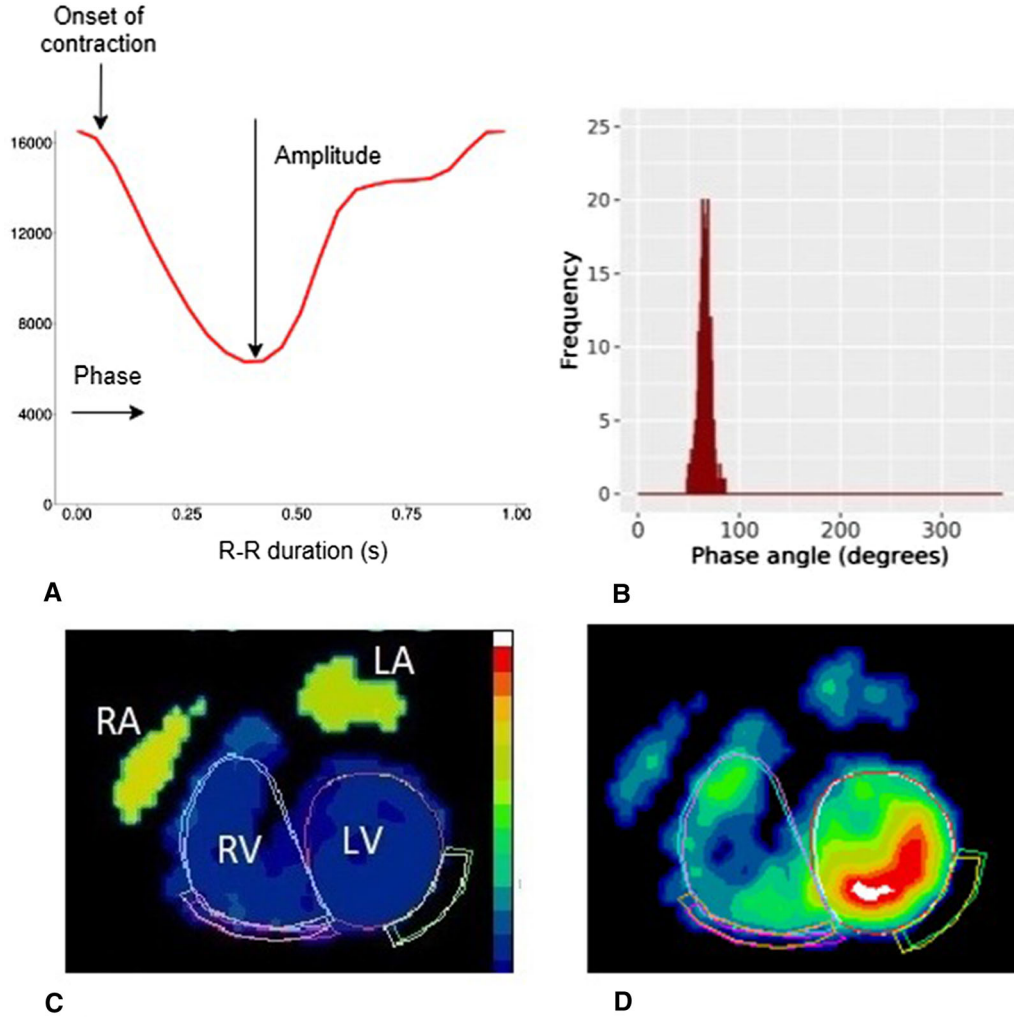 Onset of
contraction
Amplitude
16000
12000
8000
Phase
4000
0
0.00 0.25 0.50 0.75 1.00
R-R duration (s)
A
25
20
15
10
5
0
Frequency
0 100 200 300
Phase angle (degrees)
B
LA
RA
RV
LV
C
D